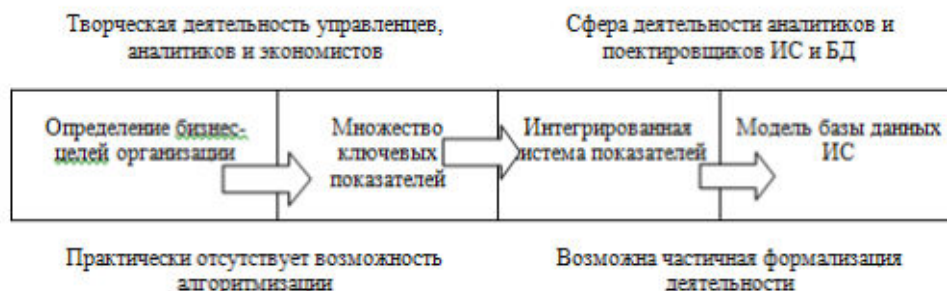 Творческая деятельность управленцев,
аналитиков и экономистов
Сфера деятельности аналитиков и
поектировщиков ИС и БД
Определение бизнес-
целей организации
Множество
ключевых
показателей
Интегрированная
истема показателей
Модель базы данных
ИС
Практически отсутствует возможность
алгоритмизации
Возможна частичная формализация
деятельности